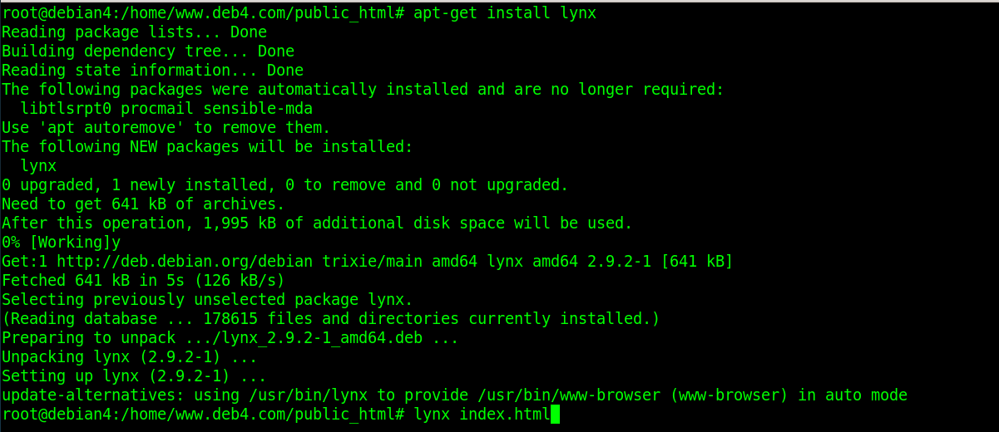 root@debian4:/home/www.deb4.com/public_html# apt-get install lynx
Reading package lists... Done
Building dependency tree... Done
Reading state information... Done
The following packages were automatically installed and are no longer required:
  libtlsrpt0 procmail sensible-mda
Use 'apt autoremove' to remove them.
The following NEW packages will be installed:
  lynx
0 upgraded, 1 newly installed, 0 to remove and 0 not upgraded.
Need to get 641 kB of archives.
After this operation, 1,995 kB of additional disk space will be used.
0% [Working]y
Get:1 http://deb.debian.org/debian trixie/main amd64 lynx amd64 2.9.2-1 [641 kB]
Fetched 641 kB in 5s (126 kB/s)
Selecting previously unselected package lynx.
(Reading database ... 178615 files and directories currently installed.)
Preparing to unpack .../lynx_2.9.2-1_amd64.deb ...
Unpacking lynx (2.9.2-1) ...
Setting up lynx (2.9.2-1) ...
update-alternatives: using /usr/bin/lynx to provide /usr/bin/www-browser (www-browser) in auto mode
root@debian4:/home/www.deb4.com/public_html# lynx index.html